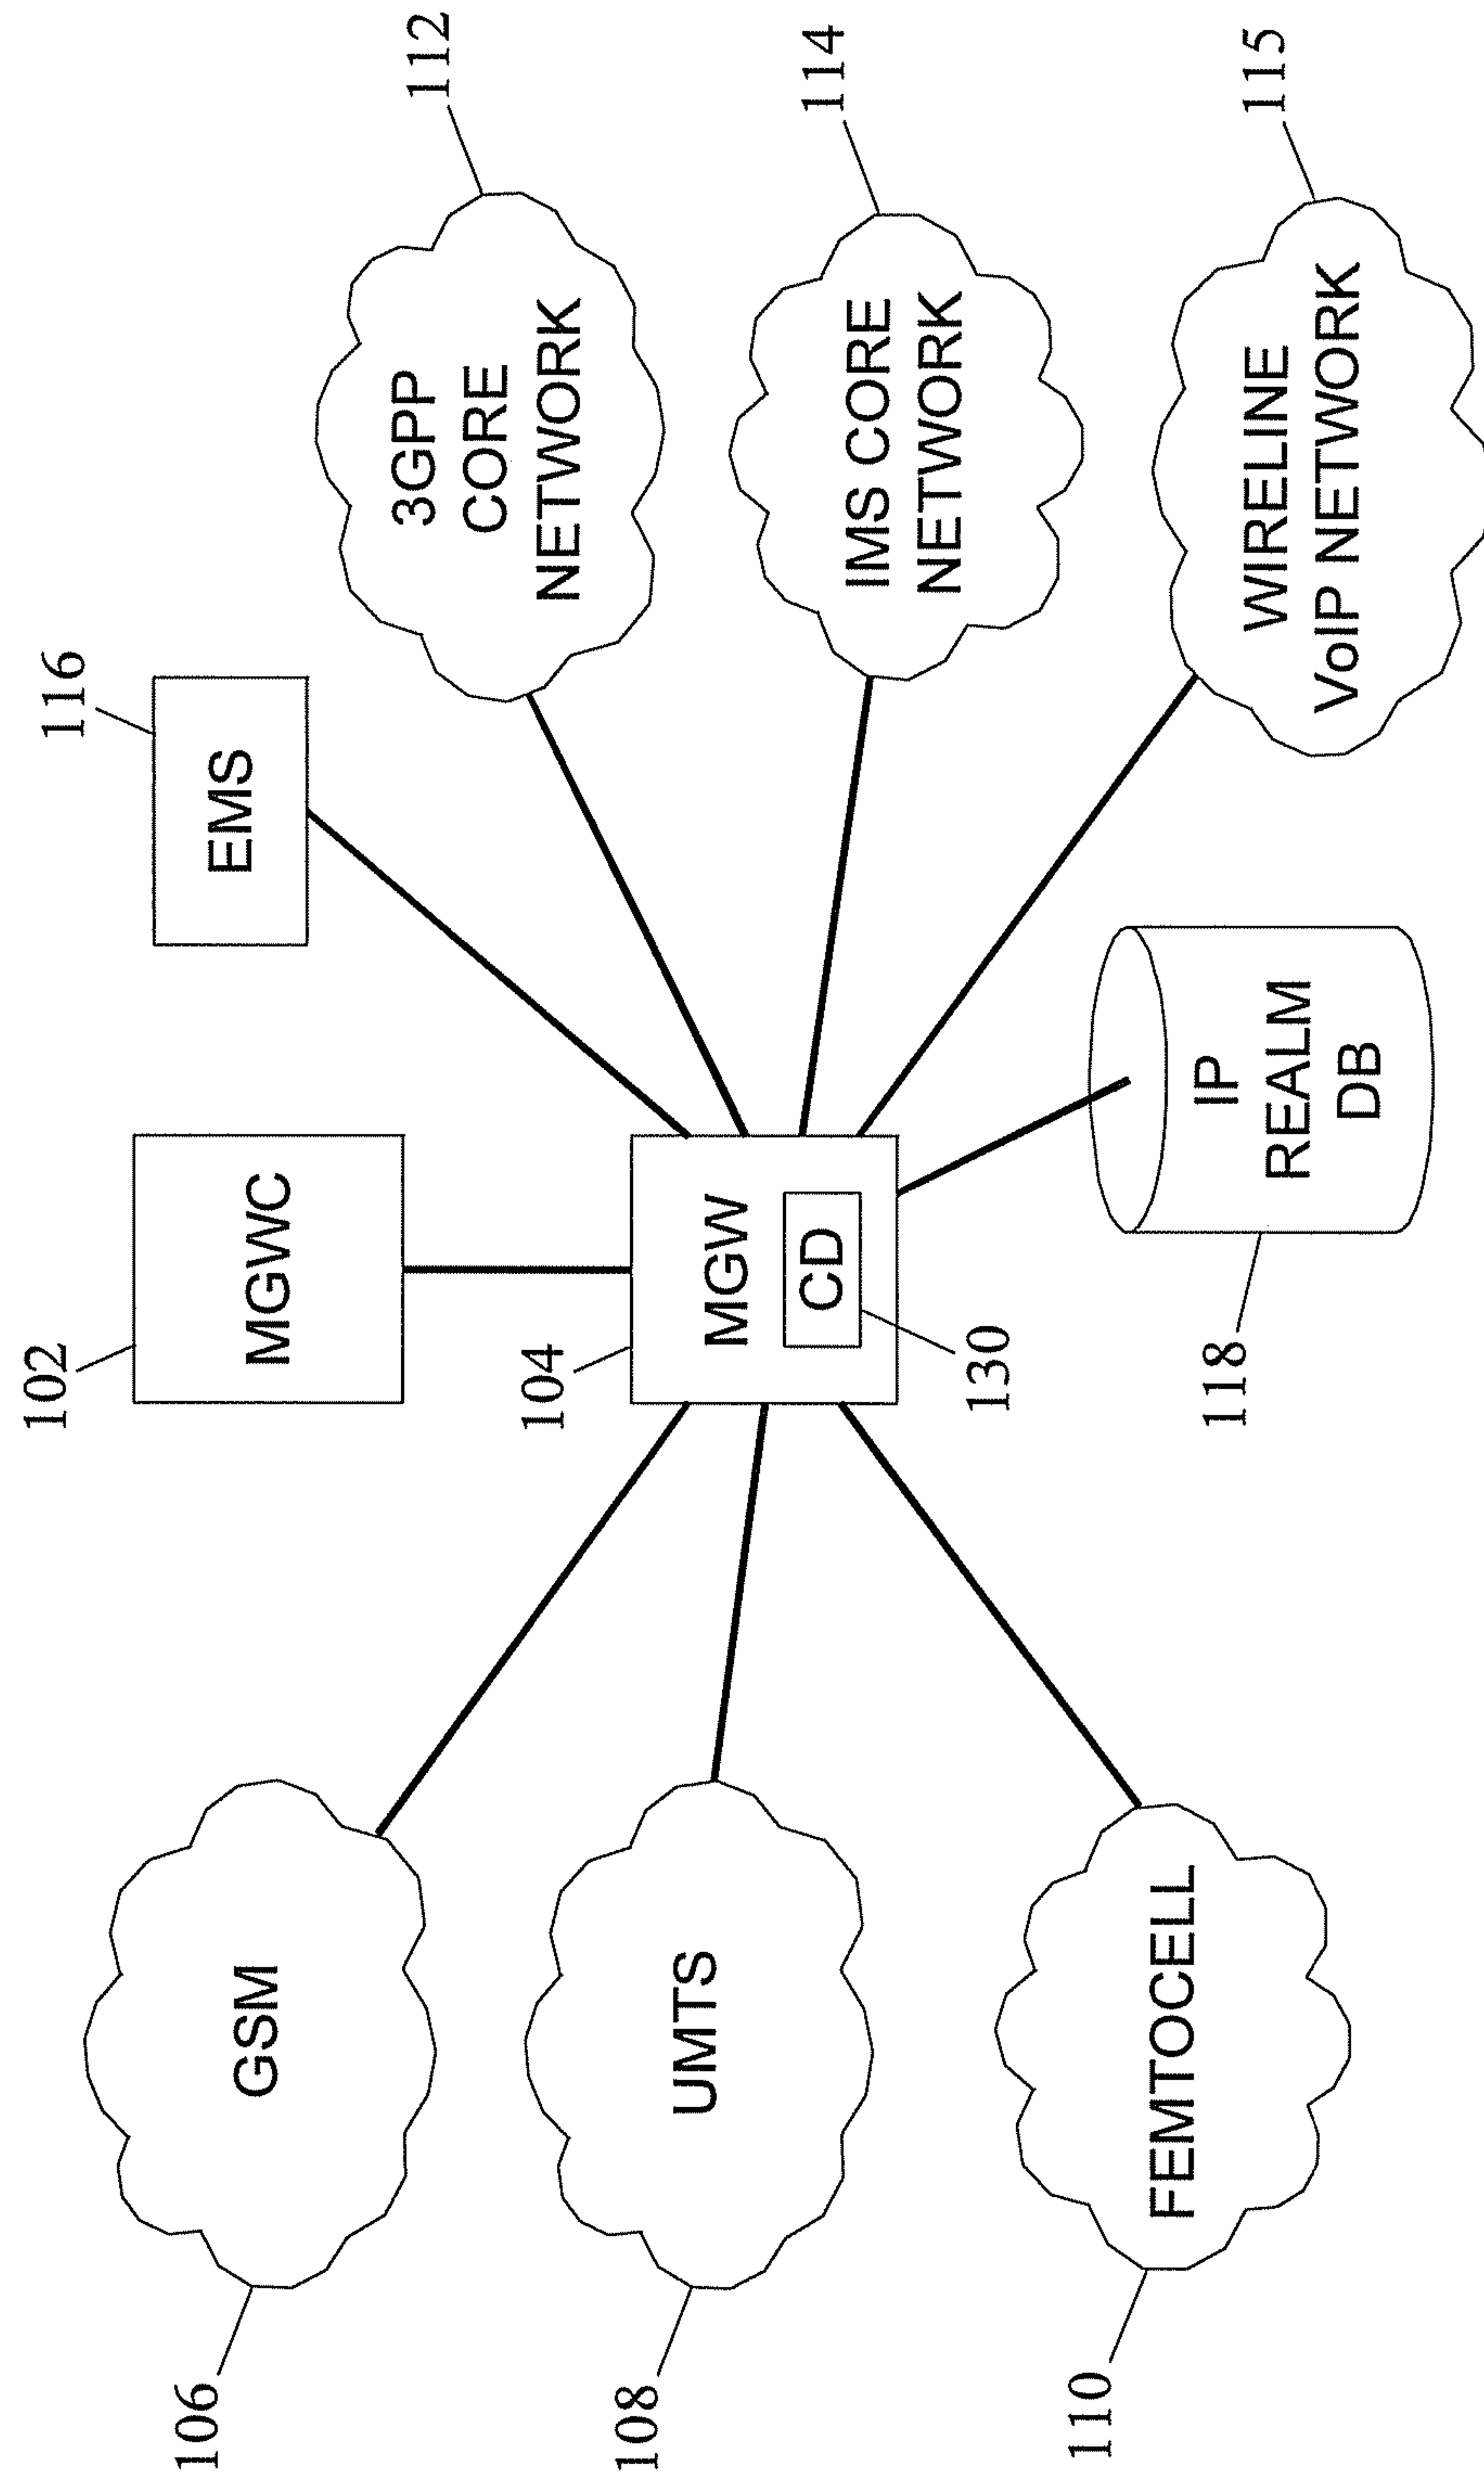 102
MGWC
116
EMS
106
GSM
112
3GPP
CORE
NETWORK
104
MGW
CD
130
108
UMTS
114
IMS CORE
NETWORK
110
FEMTOCELL
118
IP
REALM
DB
115
WIRELINE
VoIP NETWORK